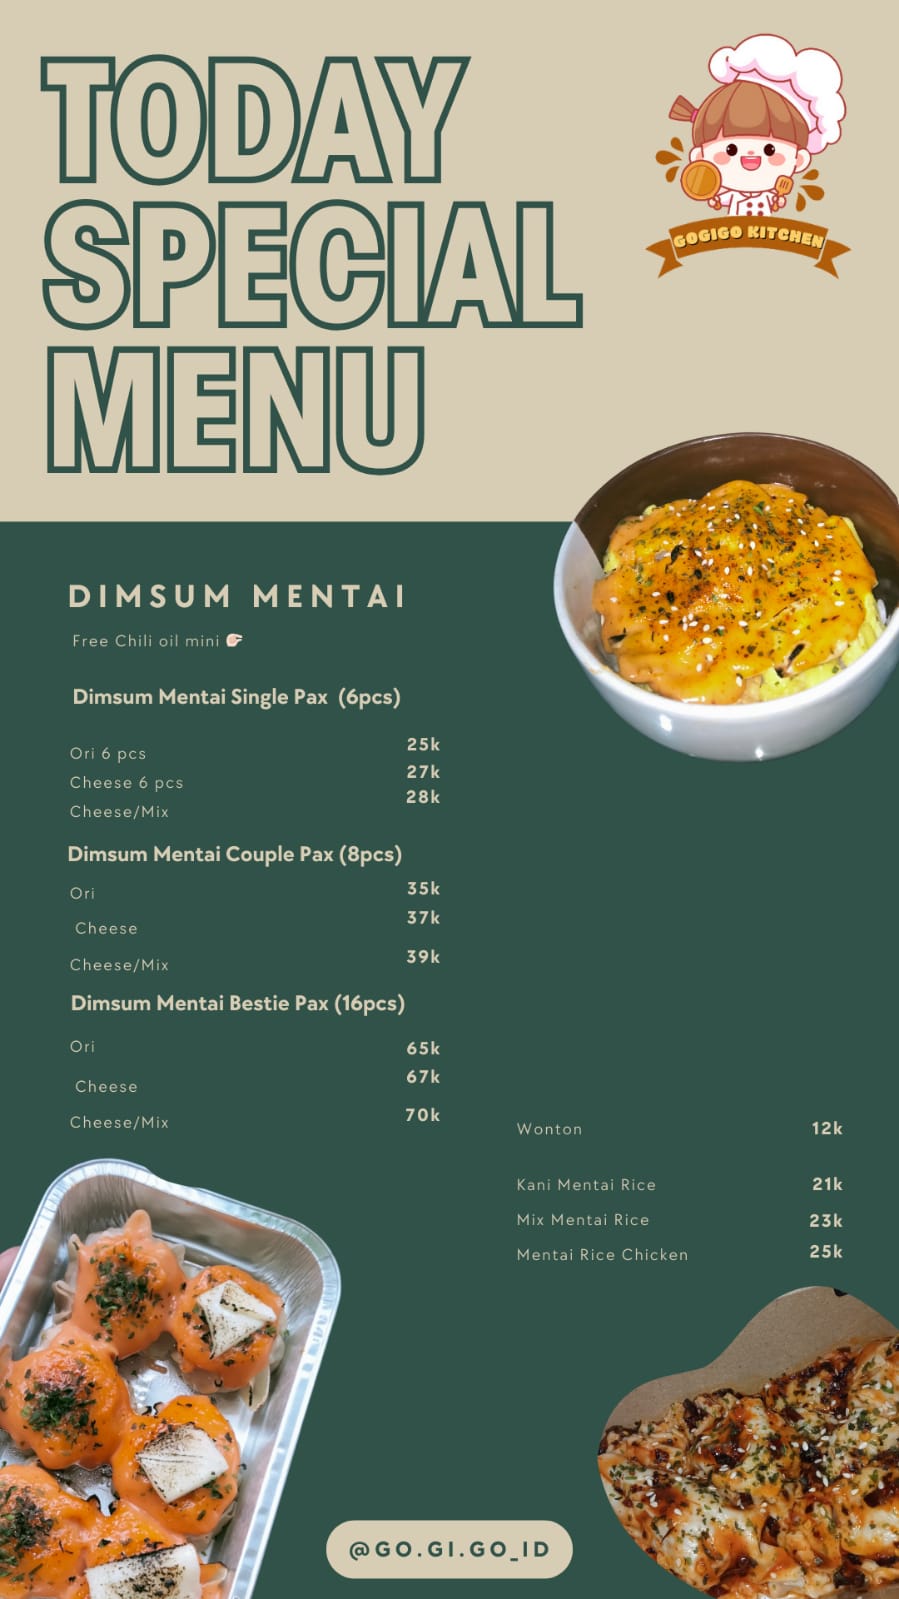 TODAY
SPECIAL
MENU
GOGIGO KITCHEN
DIMSUM MENTAI
Free Chili oil mini
Dimsum Mentai Single Pax (6pcs)
Ori 6 pcs 25k
Cheese 6 pcs 27k
Cheese/Mix 28k
Dimsum Mentai Couple Pax (8pcs)
Ori 35k
Cheese 37k
Cheese/Mix 39k
Dimsum Mentai Bestie Pax (16pcs)
Ori 65k
Cheese 67k
Cheese/Mix 70k
Wonton 12k
Kani Mentai Rice 21k
Mix Mentai Rice 23k
Mentai Rice Chicken 25k
@GO.GI.GO_ID